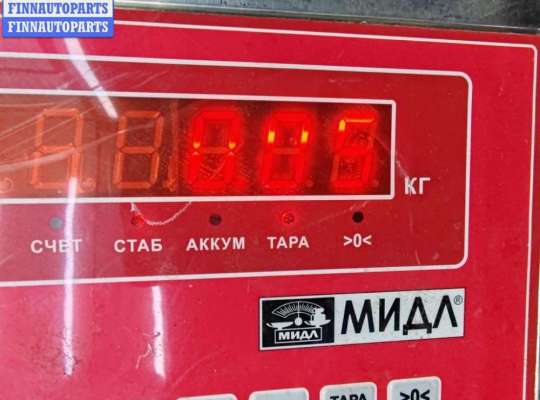 FINNAUTOPARTS
FINNAUTOPARTS
КГ
СЧЕТ СТАБ АККУМ ТАРА >0<
МИДЛ МИДЛ®
ТАРА >0<